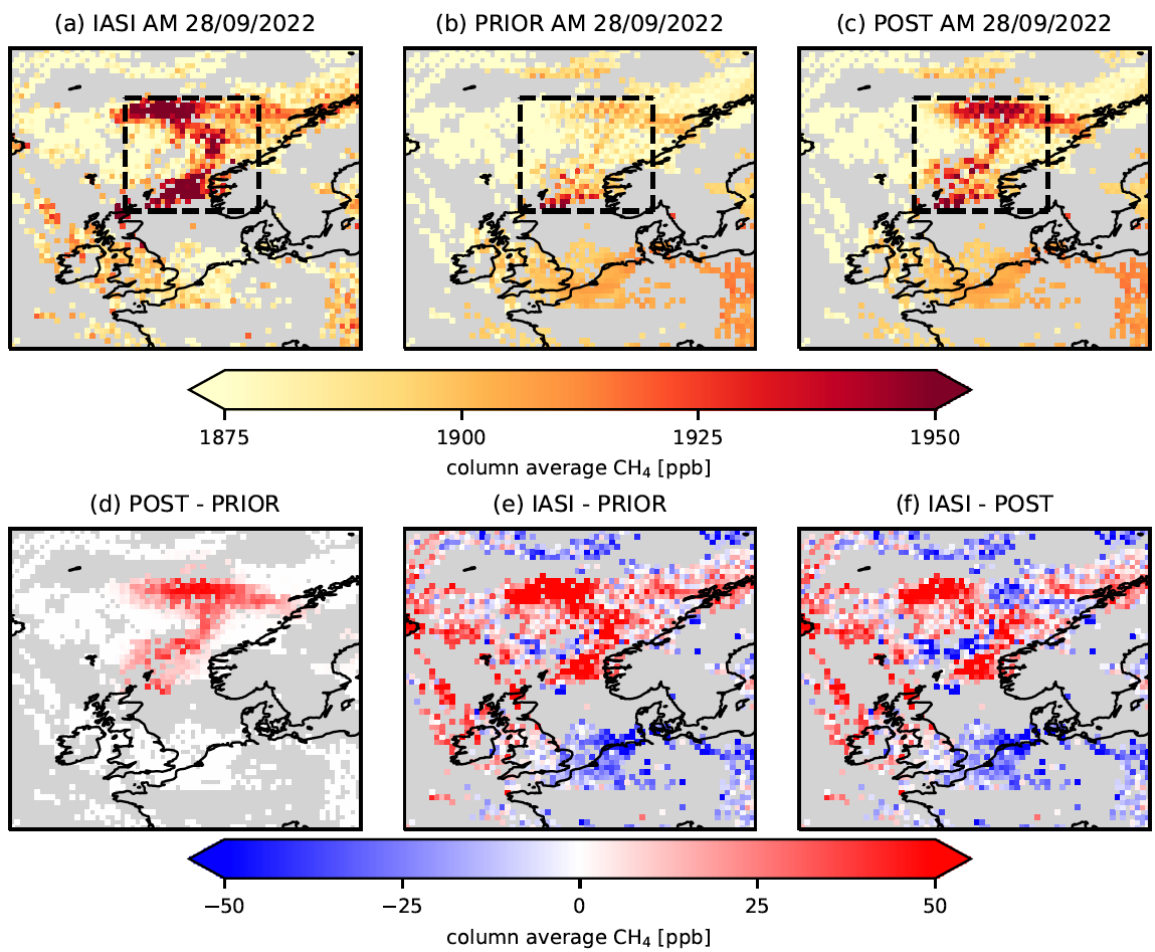 (a) IASI AM 28/09/2022
(b) PRIOR AM 28/09/2022
(c) POST AM 28/09/2022
1875 1900 1925 1950
column average CH₄ [ppb]
(d) POST - PRIOR
(e) IASI - PRIOR
(f) IASI - POST
−50 −25 0 25 50
column average CH₄ [ppb]